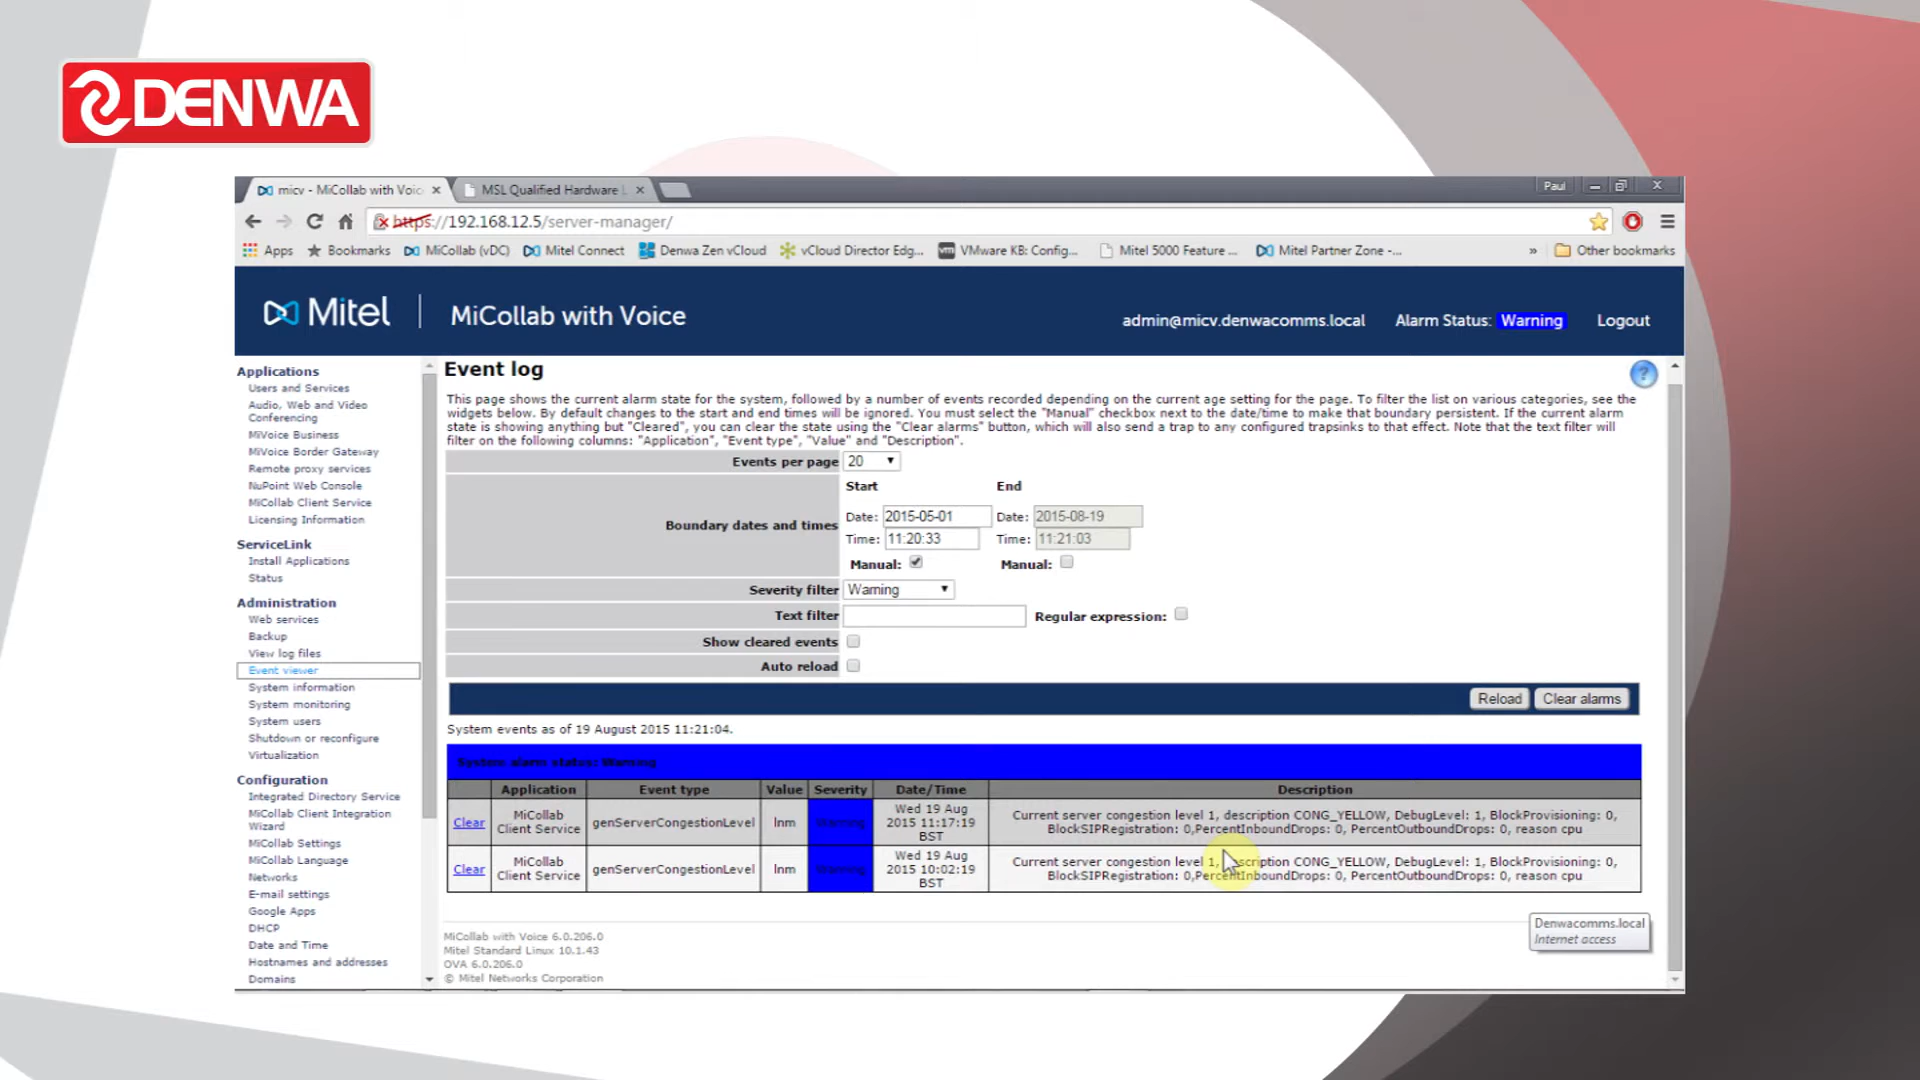 DENWA
micv - MiCollab with Voic
MSL Qualified Hardware L
Paul
https://192.168.12.5/server-manager/
Apps Bookmarks MiCollab (vDC) Mitel Connect Denwa Zen vCloud vCloud Director Edg... VMware KB: Config... Mitel 5000 Feature ... Mitel Partner Zone -... » Other bookmarks
Mitel
MiCollab with Voice
admin@micv.denwacomms.local Alarm Status: Warning Logout
Applications
Users and Services
Audio, Web and Video
Conferencing
MiVoice Business
MiVoice Border Gateway
Remote proxy services
NuPoint Web Console
MiCollab Client Service
Licensing Information
ServiceLink
Install Applications
Status
Administration
Web services
Backup
View log files
Event viewer
System information
System monitoring
System users
Shutdown or reconfigure
Virtualization
Configuration
Integrated Directory Service
MiCollab Client Integration
Wizard
MiCollab Settings
MiCollab Language
Networks
E-mail settings
Google Apps
DHCP
Date and Time
Hostnames and addresses
Domains
Event log
?
This page shows the current alarm state for the system, followed by a number of events recorded depending on the current age setting for the page. To filter the list on various categories, see the
widgets below. By default changes to the start and end times will be ignored. You must select the "Manual" checkbox next to the date/time to make that boundary persistent. If the current alarm
state is showing anything but "Cleared", you can clear the state using the "Clear alarms" button, which will also send a trap to any configured trapsinks to that effect. Note that the text filter will
filter on the following columns: "Application", "Event type", "Value" and "Description".
Events per page 20
Start End
Boundary dates and times
Date: 2015-05-01 Date: 2015-08-19
Time: 11:20:33 Time: 11:21:03
Manual: Manual:
Severity filter Warning
Text filter Regular expression:
Show cleared events
Auto reload
Reload Clear alarms
System events as of 19 August 2015 11:21:04.
System alarm status: Warning
Application Event type Value Severity Date/Time Description
Clear
MiCollab
Client Service
genServerCongestionLevel
lnm
Warning
Wed 19 Aug
2015 11:17:19
BST
Current server congestion level 1, description CONG_YELLOW, DebugLevel: 1, BlockProvisioning: 0,
BlockSIPRegistration: 0,PercentInboundDrops: 0, PercentOutboundDrops: 0, reason cpu
Clear
MiCollab
Client Service
genServerCongestionLevel
lnm
Warning
Wed 19 Aug
2015 10:02:19
BST
Current server congestion level 1, description CONG_YELLOW, DebugLevel: 1, BlockProvisioning: 0,
BlockSIPRegistration: 0,PercentInboundDrops: 0, PercentOutboundDrops: 0, reason cpu
Denwacomms.local
Internet access
MiCollab with Voice 6.0.206.0
Mitel Standard Linux 10.1.43
OVA 6.0.206.0
© Mitel Networks Corporation